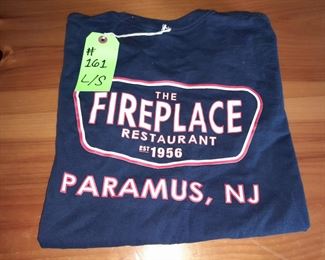 #
161
L/S
THE
FIREPLACE
RESTAURANT
EST 1956
PARAMUS, NJ